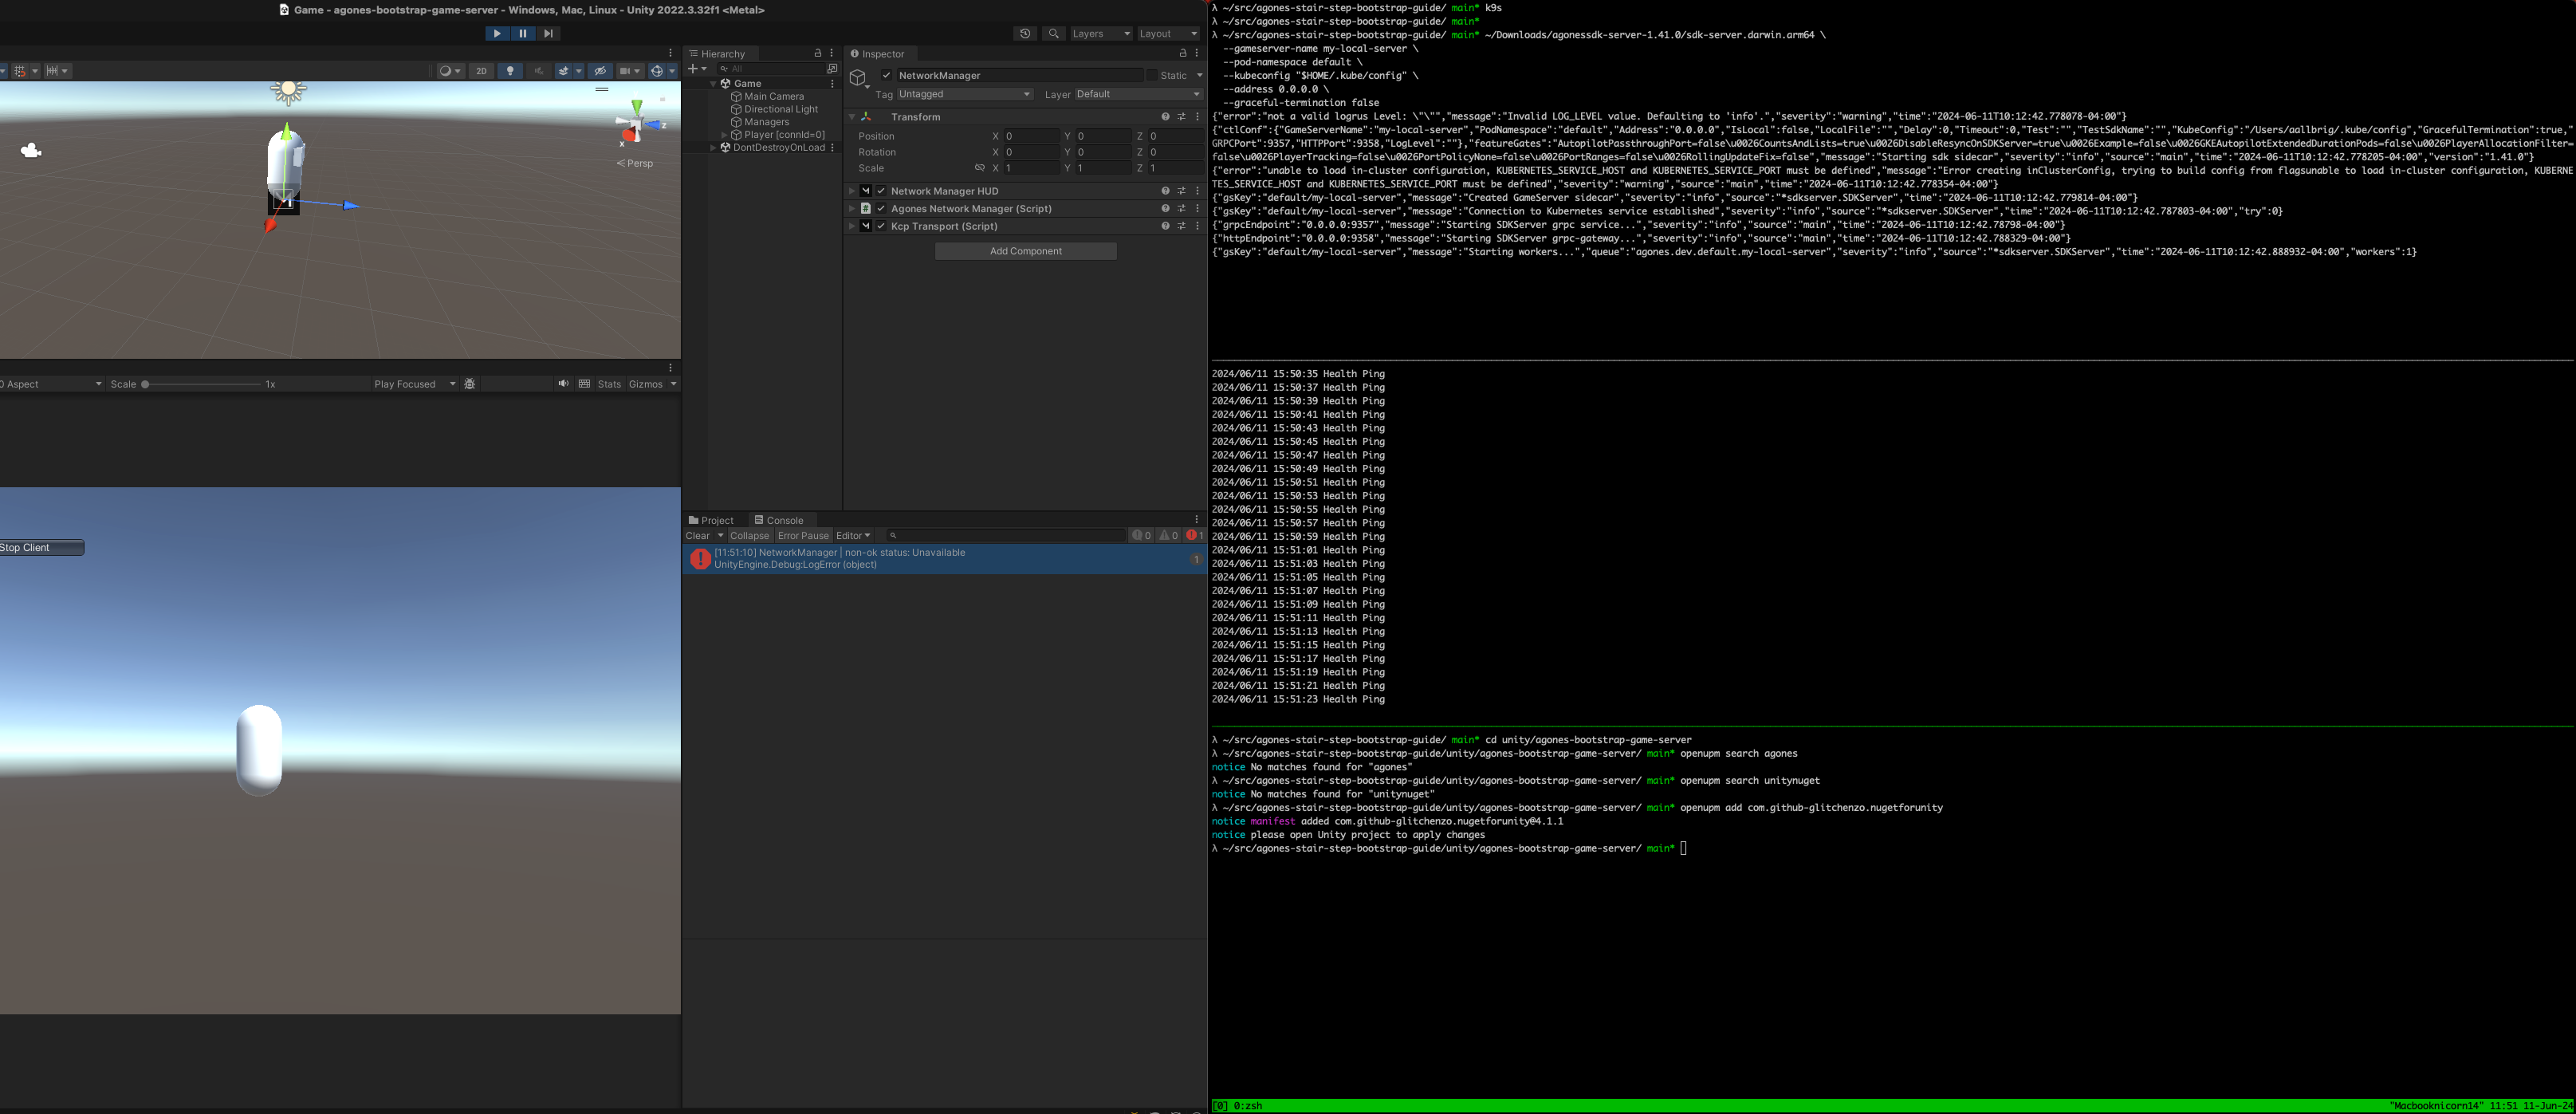 Game - agones-bootstrap-game-server - Windows, Mac, Linux - Unity 2022.3.32f1 <Metal>
Layers
Layout
2D
Persp
x
z
Aspect
Scale
1x
Play Focused
Stats
Gizmos
Stop Client
Hierarchy
All
Game
Main Camera
Directional Light
Managers
Player [connId=0]
DontDestroyOnLoad
Inspector
NetworkManager
Static
Tag Untagged
Layer Default
Transform
Position X 0 Y 0 Z 0
Rotation X 0 Y 0 Z 0
Scale X 1 Y 1 Z 1
Network Manager HUD
Agones Network Manager (Script)
Kcp Transport (Script)
Add Component
Project
Console
Clear
Collapse
Error Pause
Editor
0
0
1
[11:51:10] NetworkManager | non-ok status: Unavailable
UnityEngine.Debug:LogError (object)
1
λ ~/src/agones-stair-step-bootstrap-guide/ main* k9s
λ ~/src/agones-stair-step-bootstrap-guide/ main*
λ ~/src/agones-stair-step-bootstrap-guide/ main* ~/Downloads/agonessdk-server-1.41.0/sdk-server.darwin.arm64 \
--gameserver-name my-local-server \
--pod-namespace default \
--kubeconfig "$HOME/.kube/config" \
--address 0.0.0.0 \
--graceful-termination false
{"error":"not a valid logrus Level: \"\"","message":"Invalid LOG_LEVEL value. Defaulting to 'info'.","severity":"warning","time":"2024-06-11T10:12:42.778078-04:00"}
{"ctlConf":{"GameServerName":"my-local-server","PodNamespace":"default","Address":"0.0.0.0","IsLocal":false,"LocalFile":"","Delay":0,"Timeout":0,"Test":"","TestSdkName":"","KubeConfig":"/Users/aallbrig/.kube/config","GracefulTermination":true,"
GRPCPort":9357,"HTTPPort":9358,"LogLevel":""},"featureGates":"AutopilotPassthroughPort=false\u0026CountsAndLists=true\u0026DisableResyncOnSDKServer=true\u0026Example=false\u0026GKEAutopilotExtendedDurationPods=false\u0026PlayerAllocationFilter=
false\u0026PlayerTracking=false\u0026PortPolicyNone=false\u0026PortRanges=false\u0026RollingUpdateFix=false","message":"Starting sdk sidecar","severity":"info","source":"main","time":"2024-06-11T10:12:42.778205-04:00","version":"1.41.0"}
{"error":"unable to load in-cluster configuration, KUBERNETES_SERVICE_HOST and KUBERNETES_SERVICE_PORT must be defined","message":"Error creating inClusterConfig, trying to build config from flagsunable to load in-cluster configuration, KUBERNE
TES_SERVICE_HOST and KUBERNETES_SERVICE_PORT must be defined","severity":"warning","source":"main","time":"2024-06-11T10:12:42.778354-04:00"}
{"gsKey":"default/my-local-server","message":"Created GameServer sidecar","severity":"info","source":"*sdkserver.SDKServer","time":"2024-06-11T10:12:42.779814-04:00"}
{"gsKey":"default/my-local-server","message":"Connection to Kubernetes service established","severity":"info","source":"*sdkserver.SDKServer","time":"2024-06-11T10:12:42.787803-04:00","try":0}
{"grpcEndpoint":"0.0.0.0:9357","message":"Starting SDKServer grpc service...","severity":"info","source":"main","time":"2024-06-11T10:12:42.78798-04:00"}
{"httpEndpoint":"0.0.0.0:9358","message":"Starting SDKServer grpc-gateway...","severity":"info","source":"main","time":"2024-06-11T10:12:42.788329-04:00"}
{"gsKey":"default/my-local-server","message":"Starting workers...","queue":"agones.dev.default.my-local-server","severity":"info","source":"*sdkserver.SDKServer","time":"2024-06-11T10:12:42.888932-04:00","workers":1}
2024/06/11 15:50:35 Health Ping
2024/06/11 15:50:37 Health Ping
2024/06/11 15:50:39 Health Ping
2024/06/11 15:50:41 Health Ping
2024/06/11 15:50:43 Health Ping
2024/06/11 15:50:45 Health Ping
2024/06/11 15:50:47 Health Ping
2024/06/11 15:50:49 Health Ping
2024/06/11 15:50:51 Health Ping
2024/06/11 15:50:53 Health Ping
2024/06/11 15:50:55 Health Ping
2024/06/11 15:50:57 Health Ping
2024/06/11 15:50:59 Health Ping
2024/06/11 15:51:01 Health Ping
2024/06/11 15:51:03 Health Ping
2024/06/11 15:51:05 Health Ping
2024/06/11 15:51:07 Health Ping
2024/06/11 15:51:09 Health Ping
2024/06/11 15:51:11 Health Ping
2024/06/11 15:51:13 Health Ping
2024/06/11 15:51:15 Health Ping
2024/06/11 15:51:17 Health Ping
2024/06/11 15:51:19 Health Ping
2024/06/11 15:51:21 Health Ping
2024/06/11 15:51:23 Health Ping
λ ~/src/agones-stair-step-bootstrap-guide/ main* cd unity/agones-bootstrap-game-server
λ ~/src/agones-stair-step-bootstrap-guide/unity/agones-bootstrap-game-server/ main* openupm search agones
notice No matches found for "agones"
λ ~/src/agones-stair-step-bootstrap-guide/unity/agones-bootstrap-game-server/ main* openupm search unitynuget
notice No matches found for "unitynuget"
λ ~/src/agones-stair-step-bootstrap-guide/unity/agones-bootstrap-game-server/ main* openupm add com.github-glitchenzo.nugetforunity
notice manifest added com.github-glitchenzo.nugetforunity@4.1.1
notice please open Unity project to apply changes
λ ~/src/agones-stair-step-bootstrap-guide/unity/agones-bootstrap-game-server/ main*
[0] 0:zsh
"Macbooknicorn14" 11:51 11-Jun-24